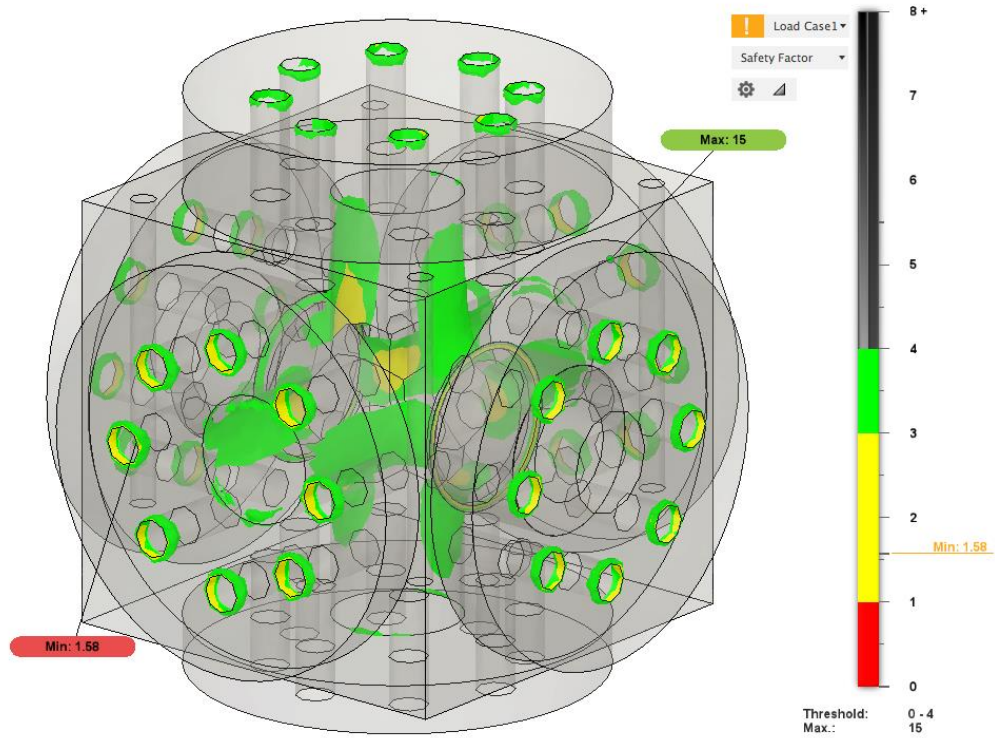 8 +
! Load Case1
Safety Factor
7
Max: 15
6
5
4
3
2
Min: 1.58
1
Min: 1.58
0
Threshold: 0 - 4
Max.: 15